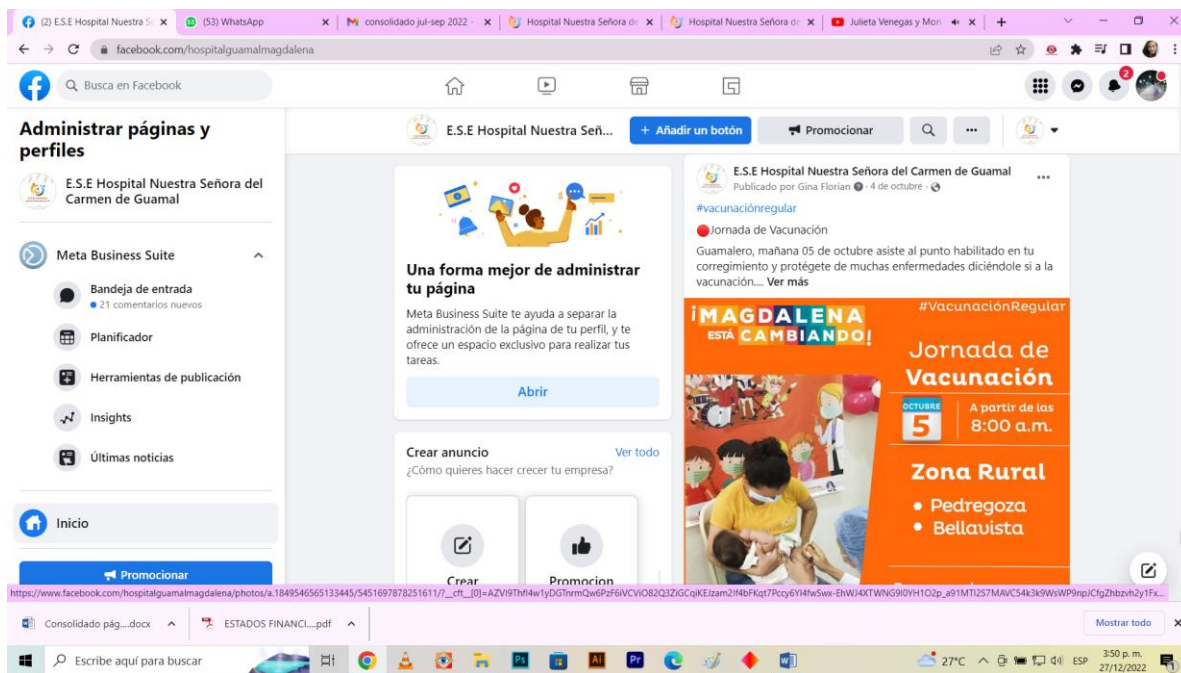 (2) E.S.E Hospital Nuestra S
(53) WhatsApp
consolidado jul-sep 2022 -
Hospital Nuestra Señora de
Hospital Nuestra Señora de
Julieta Venegas y Mon
facebook.com/hospitalguamalmagdalena
Busca en Facebook
2
Administrar páginas y
perfiles
E.S.E Hospital Nuestra Señora del
Carmen de Guamal
Meta Business Suite
Bandeja de entrada
21 comentarios nuevos
Planificador
Herramientas de publicación
Insights
Últimas noticias
Inicio
Promocionar
E.S.E Hospital Nuestra Señ...
+ Añadir un botón
Promocionar
Una forma mejor de administrar
tu página
Meta Business Suite te ayuda a separar la
administración de la página de tu perfil, y te
ofrece un espacio exclusivo para realizar tus
tareas.
Abrir
Crear anuncio
Ver todo
¿Cómo quieres hacer crecer tu empresa?
Crear
Promocion
E.S.E Hospital Nuestra Señora del Carmen de Guamal
Publicado por Gina Florian · 4 de octubre ·
#vacunaciónregular
Jornada de Vacunación
Guamalero, mañana 05 de octubre asiste al punto habilitado en tu
corregimiento y protégete de muchas enfermedades diciéndole si a la
vacunación.... Ver más
¡MAGDALENA
ESTÁ CAMBIANDO!
#VacunaciónRegular
Jornada de
Vacunación
OCTUBRE
5
A partir de las
8:00 a.m.
Zona Rural
• Pedregoza
• Bellavista
Consolidado pág....docx
ESTADOS FINANCI....pdf
Mostrar todo
Escribe aquí para buscar
Ps
Ai
Pr
27°C
ESP
3:50 p. m.
27/12/2022
1